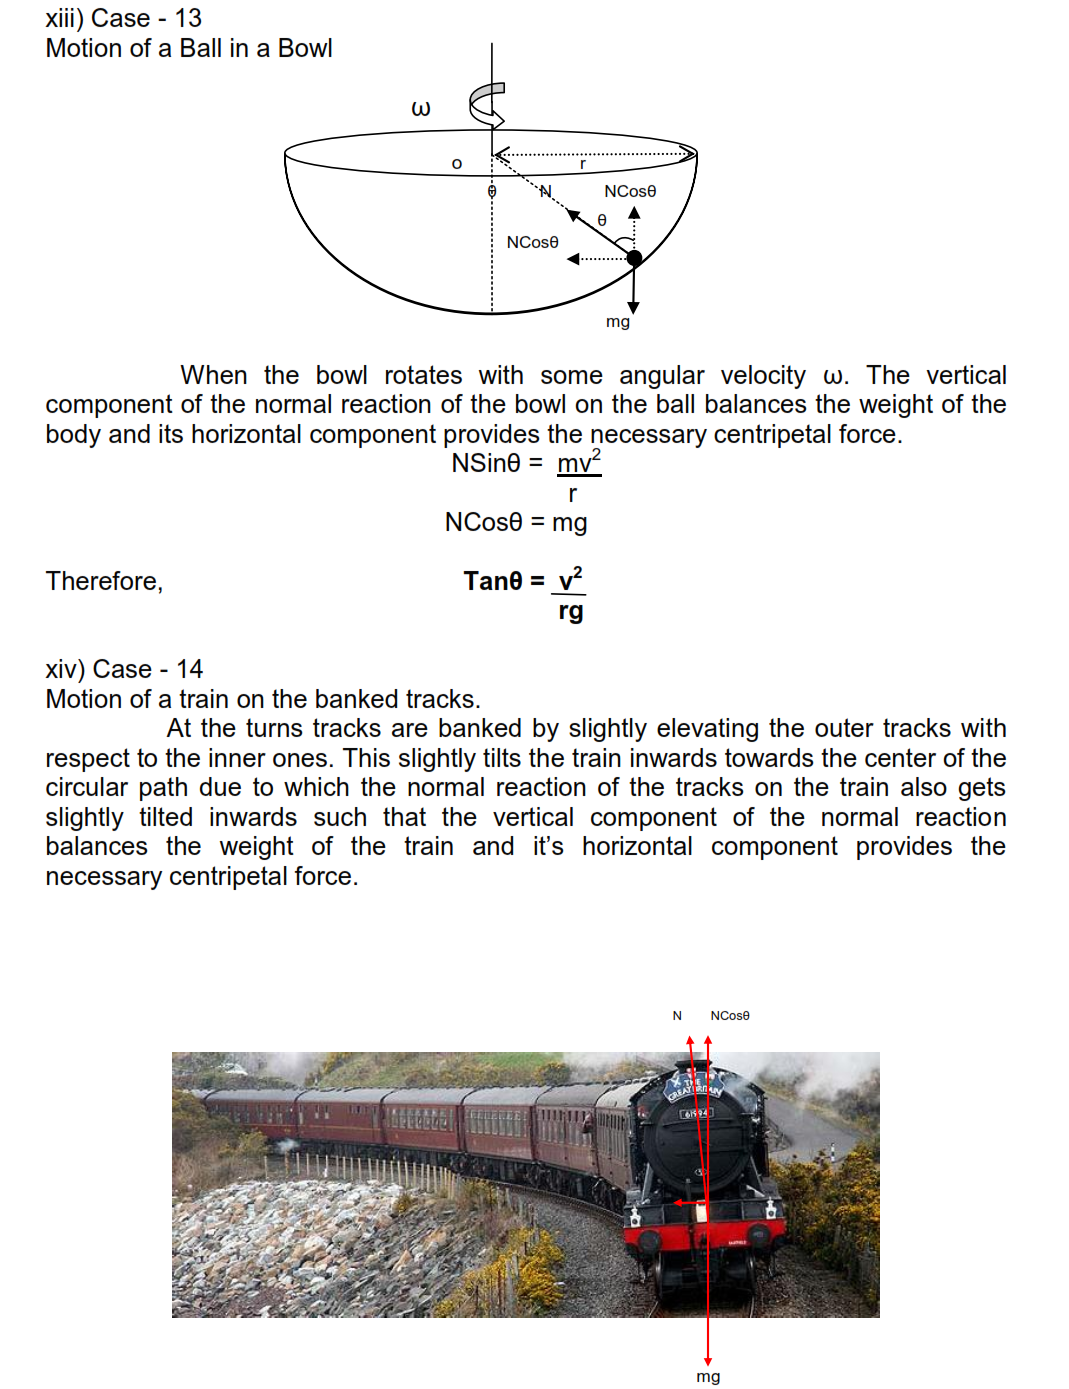 xiii) Case - 13
Motion of a Ball in a Bowl
ω
o
r
θ
N
NCosθ
θ
NCosθ
mg
When the bowl rotates with some angular velocity ω. The vertical
component of the normal reaction of the bowl on the ball balances the weight of the
body and its horizontal component provides the necessary centripetal force.
NSinθ = mv²
r
NCosθ = mg
Therefore,
Tanθ = v²
rg
xiv) Case - 14
Motion of a train on the banked tracks.
At the turns tracks are banked by slightly elevating the outer tracks with
respect to the inner ones. This slightly tilts the train inwards towards the center of the
circular path due to which the normal reaction of the tracks on the train also gets
slightly tilted inwards such that the vertical component of the normal reaction
balances the weight of the train and it's horizontal component provides the
necessary centripetal force.
N
NCosθ
THE
GREAT BRITAIN
61994
mg